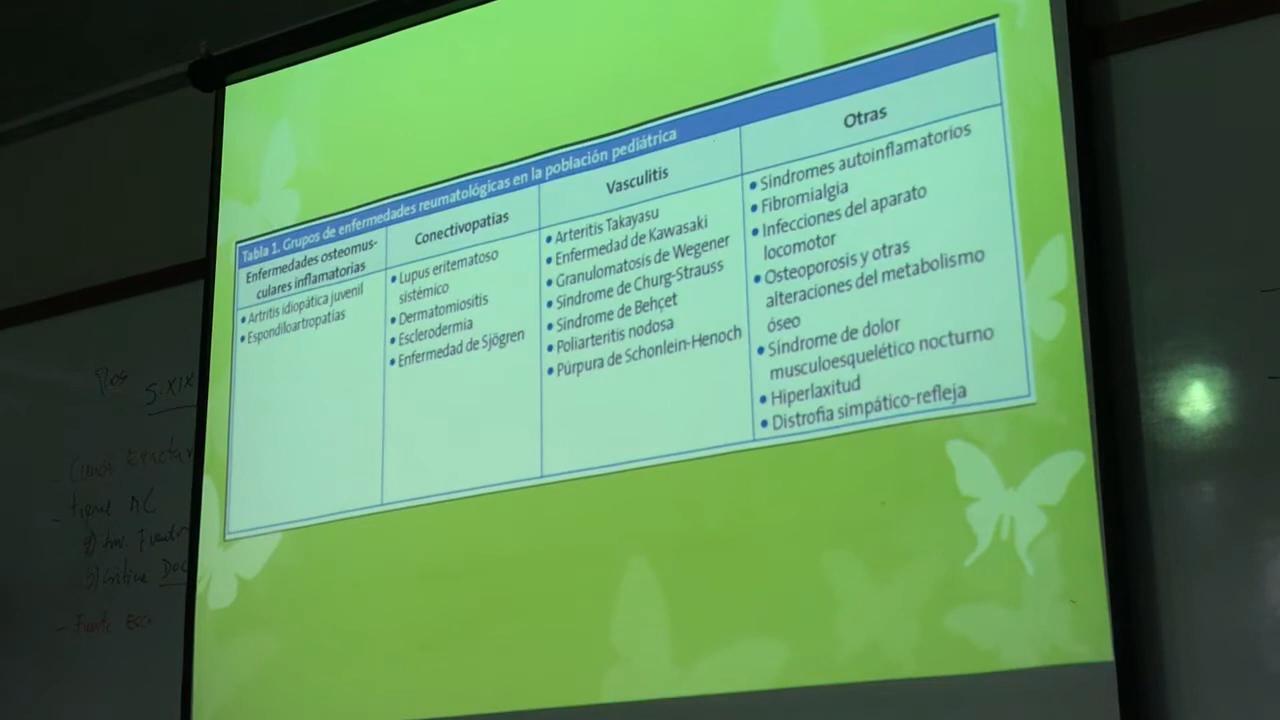 Tabla 1. Grupos de enfermedades reumatológicas en la población pediátrica
Enfermedades osteomus-
culares inflamatorias
• Artritis idiopática juvenil
• Espondiloartropatías
Conectivopatías
• Lupus eritematoso
sistémico
• Dermatomiositis
• Esclerodermia
• Enfermedad de Sjögren
Vasculitis
• Arteritis Takayasu
• Enfermedad de Kawasaki
• Granulomatosis de Wegener
• Síndrome de Churg-Strauss
• Síndrome de Behçet
• Poliarteritis nodosa
• Púrpura de Schonlein-Henoch
Otras
• Síndromes autoinflamatorios
• Fibromialgia
• Infecciones del aparato
locomotor
• Osteoporosis y otras
alteraciones del metabolismo
óseo
• Síndrome de dolor
musculoesquelético nocturno
• Hiperlaxitud
• Distrofia simpático-refleja
S. XIX